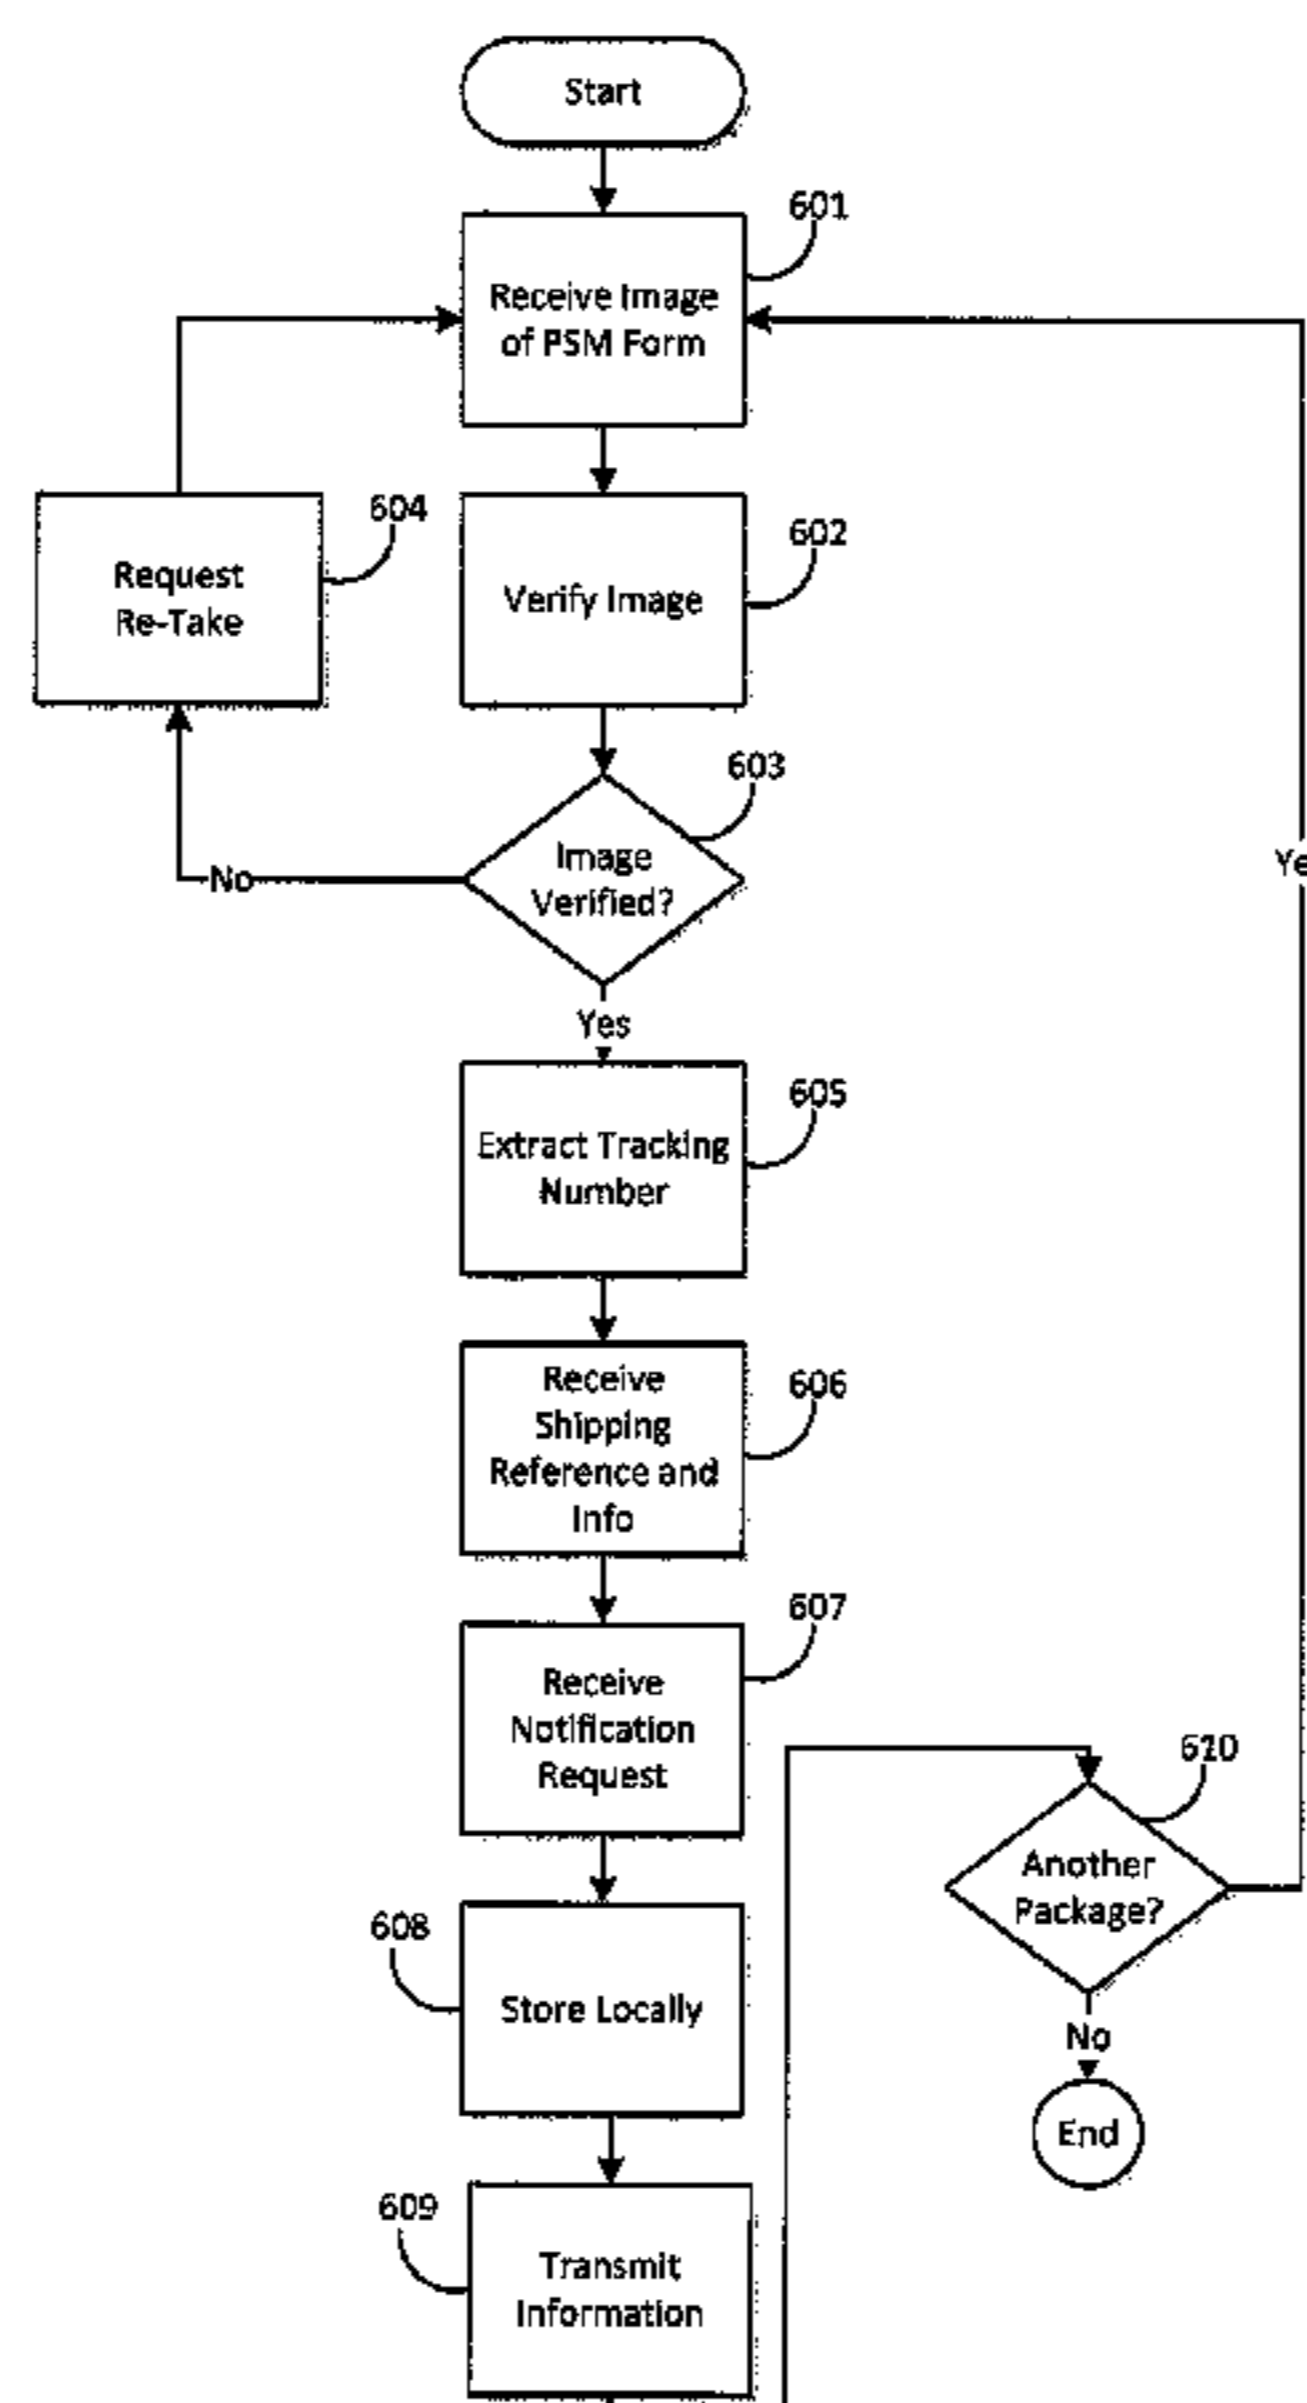 Start
601
Receive Image
of PSM Form
604
Request
Re-Take
602
Verify Image
603
Image
Verified?
No
Yes
605
Extract Tracking
Number
606
Receive
Shipping
Reference and
Info
607
Receive
Notification
Request
608
Store Locally
609
Transmit
Information
610
Another
Package?
Ye
No
End